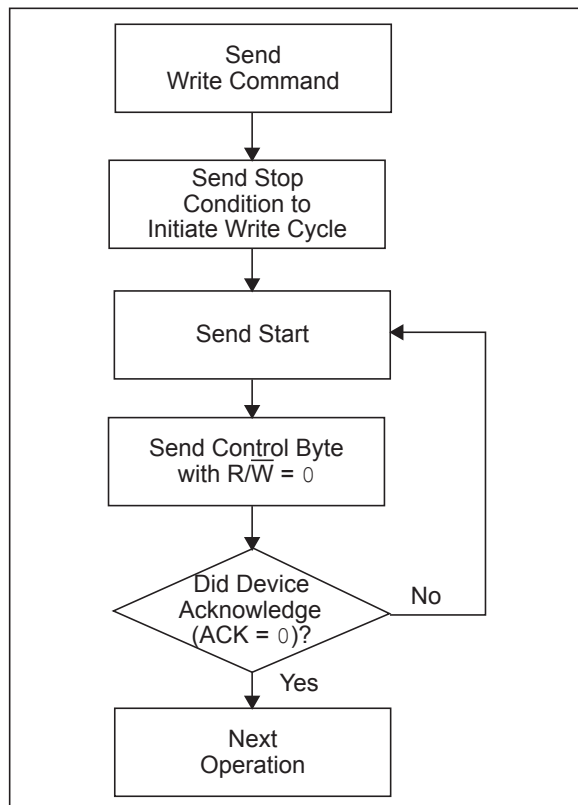 Send
Write Command
Send Stop
Condition to
Initiate Write Cycle
Send Start
Send Control Byte
with R/W̅ = 0
Did Device
Acknowledge
(ACK = 0)?
No
Yes
Next
Operation